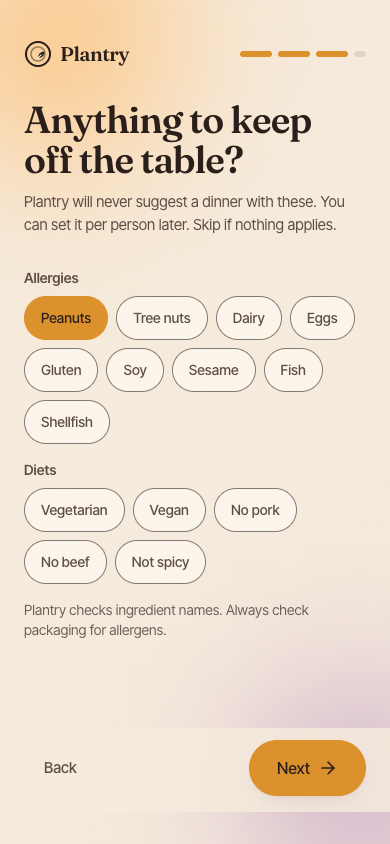 Plantry
Anything to keep
off the table?
Plantry will never suggest a dinner with these. You
can set it per person later. Skip if nothing applies.
Allergies
Peanuts Tree nuts Dairy Eggs
Gluten Soy Sesame Fish
Shellfish
Diets
Vegetarian Vegan No pork
No beef Not spicy
Plantry checks ingredient names. Always check
packaging for allergens.
Back Next